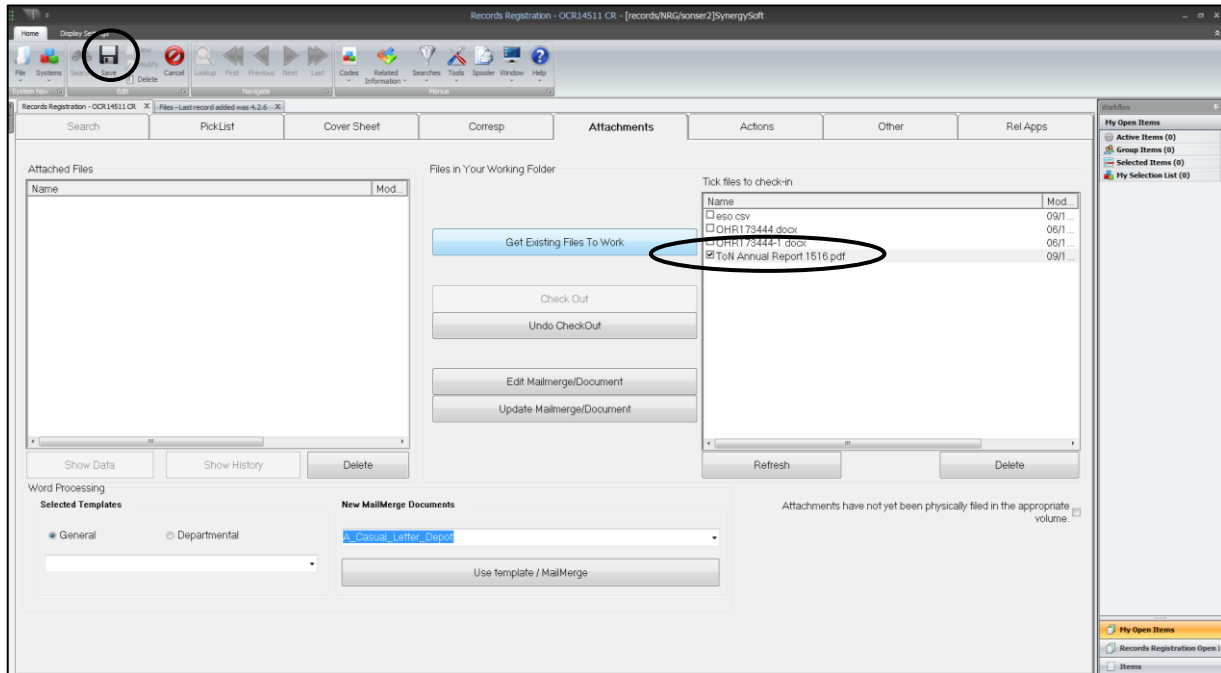 Records Registration - OCR14511 CR - [records/NRG/sonser2]SynergySoft
Home Display Settings
File Systems Search Save New Modify Delete Cancel Lookup First Previous Next Last Codes Related Information Searches Tools Spooler Window Help
System Nav Edit Navigate Menus
Records Registration - OCR14511 CR X Files - Last record added was 4.2.6 X
Search PickList Cover Sheet Corresp Attachments Actions Other Rel Apps
Attached Files
Name Mod...
Files in Your Working Folder
Get Existing Files To Work
Check Out
Undo CheckOut
Edit Mailmerge/Document
Update Mailmerge/Document
Tick files to check-in
Name Mod...
eso.csv 09/1...
OHR173444.docx 06/1...
OHR173444-1.docx 06/1...
ToN Annual Report 1516.pdf 09/1...
Show Data Show History Delete
Refresh Delete
Word Processing
Selected Templates
General Departmental
New MailMerge Documents
A_Casual_Letter_Depot
Use template / MailMerge
Attachments have not yet been physically filed in the appropriate
volume.
Workflow
My Open Items
Active Items (0)
Group Items (0)
Selected Items (0)
My Selection List (0)
My Open Items
Records Registration Open
Items